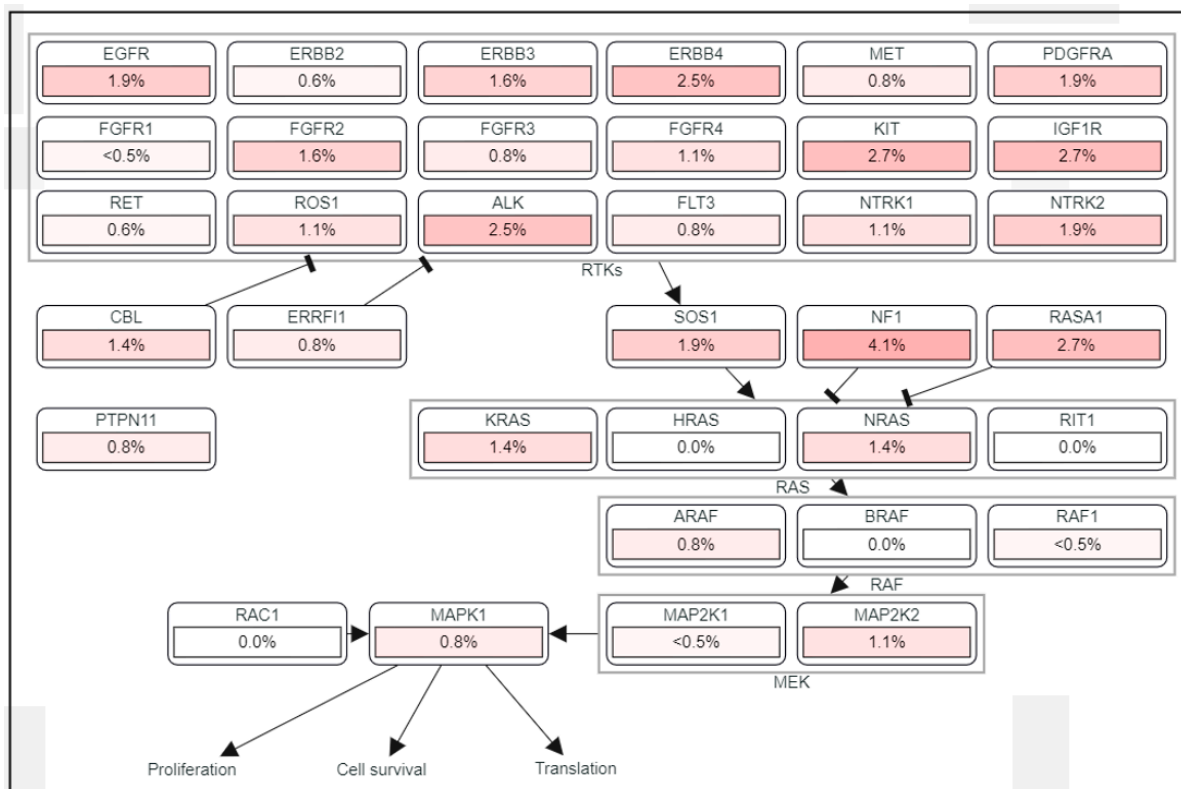 EGFR ERBB2 ERBB3 ERBB4 MET PDGFRA
1.9% 0.6% 1.6% 2.5% 0.8% 1.9%
FGFR1 FGFR2 FGFR3 FGFR4 KIT IGF1R
<0.5% 1.6% 0.8% 1.1% 2.7% 2.7%
RET ROS1 ALK FLT3 NTRK1 NTRK2
0.6% 1.1% 2.5% 0.8% 1.1% 1.9%
RTKs
CBL ERRFI1 SOS1 NF1 RASA1
1.4% 0.8% 1.9% 4.1% 2.7%
PTPN11 KRAS HRAS NRAS RIT1
0.8% 1.4% 0.0% 1.4% 0.0%
RAS
ARAF BRAF RAF1
0.8% 0.0% <0.5%
RAF
RAC1 MAPK1 MAP2K1 MAP2K2
0.0% 0.8% <0.5% 1.1%
MEK
Proliferation Cell survival Translation